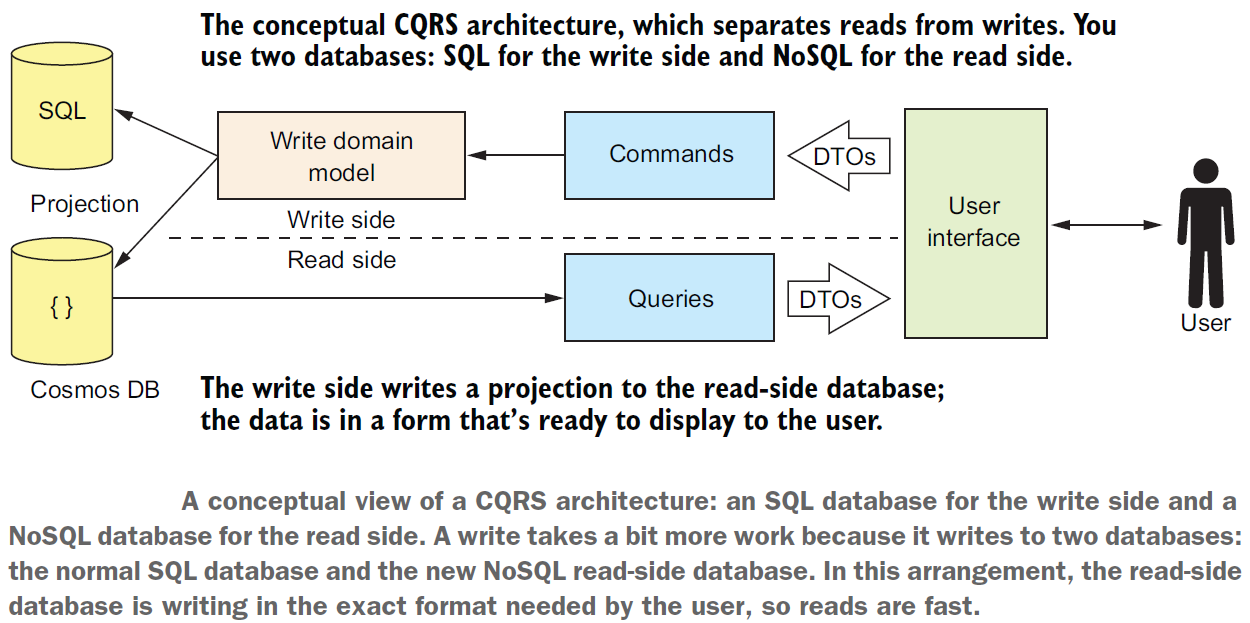 The conceptual CQRS architecture, which separates reads from writes. You
use two databases: SQL for the write side and NoSQL for the read side.
SQL
Write domain
model
Commands
DTOs
User
interface
Projection
Write side
Read side
{ }
Queries
DTOs
User
Cosmos DB
The write side writes a projection to the read-side database;
the data is in a form that’s ready to display to the user.
A conceptual view of a CQRS architecture: an SQL database for the write side and a
NoSQL database for the read side. A write takes a bit more work because it writes to two databases:
the normal SQL database and the new NoSQL read-side database. In this arrangement, the read-side
database is writing in the exact format needed by the user, so reads are fast.